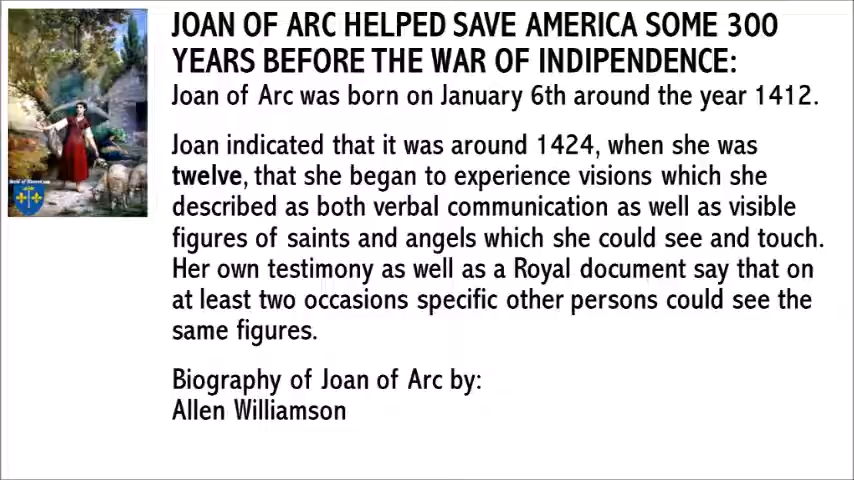 JOAN OF ARC HELPED SAVE AMERICA SOME 300
YEARS BEFORE THE WAR OF INDIPENDENCE:
Joan of Arc was born on January 6th around the year 1412.
Joan indicated that it was around 1424, when she was
twelve, that she began to experience visions which she
described as both verbal communication as well as visible
figures of saints and angels which she could see and touch.
Her own testimony as well as a Royal document say that on
at least two occasions specific other persons could see the
same figures.
Biography of Joan of Arc by:
Allen Williamson